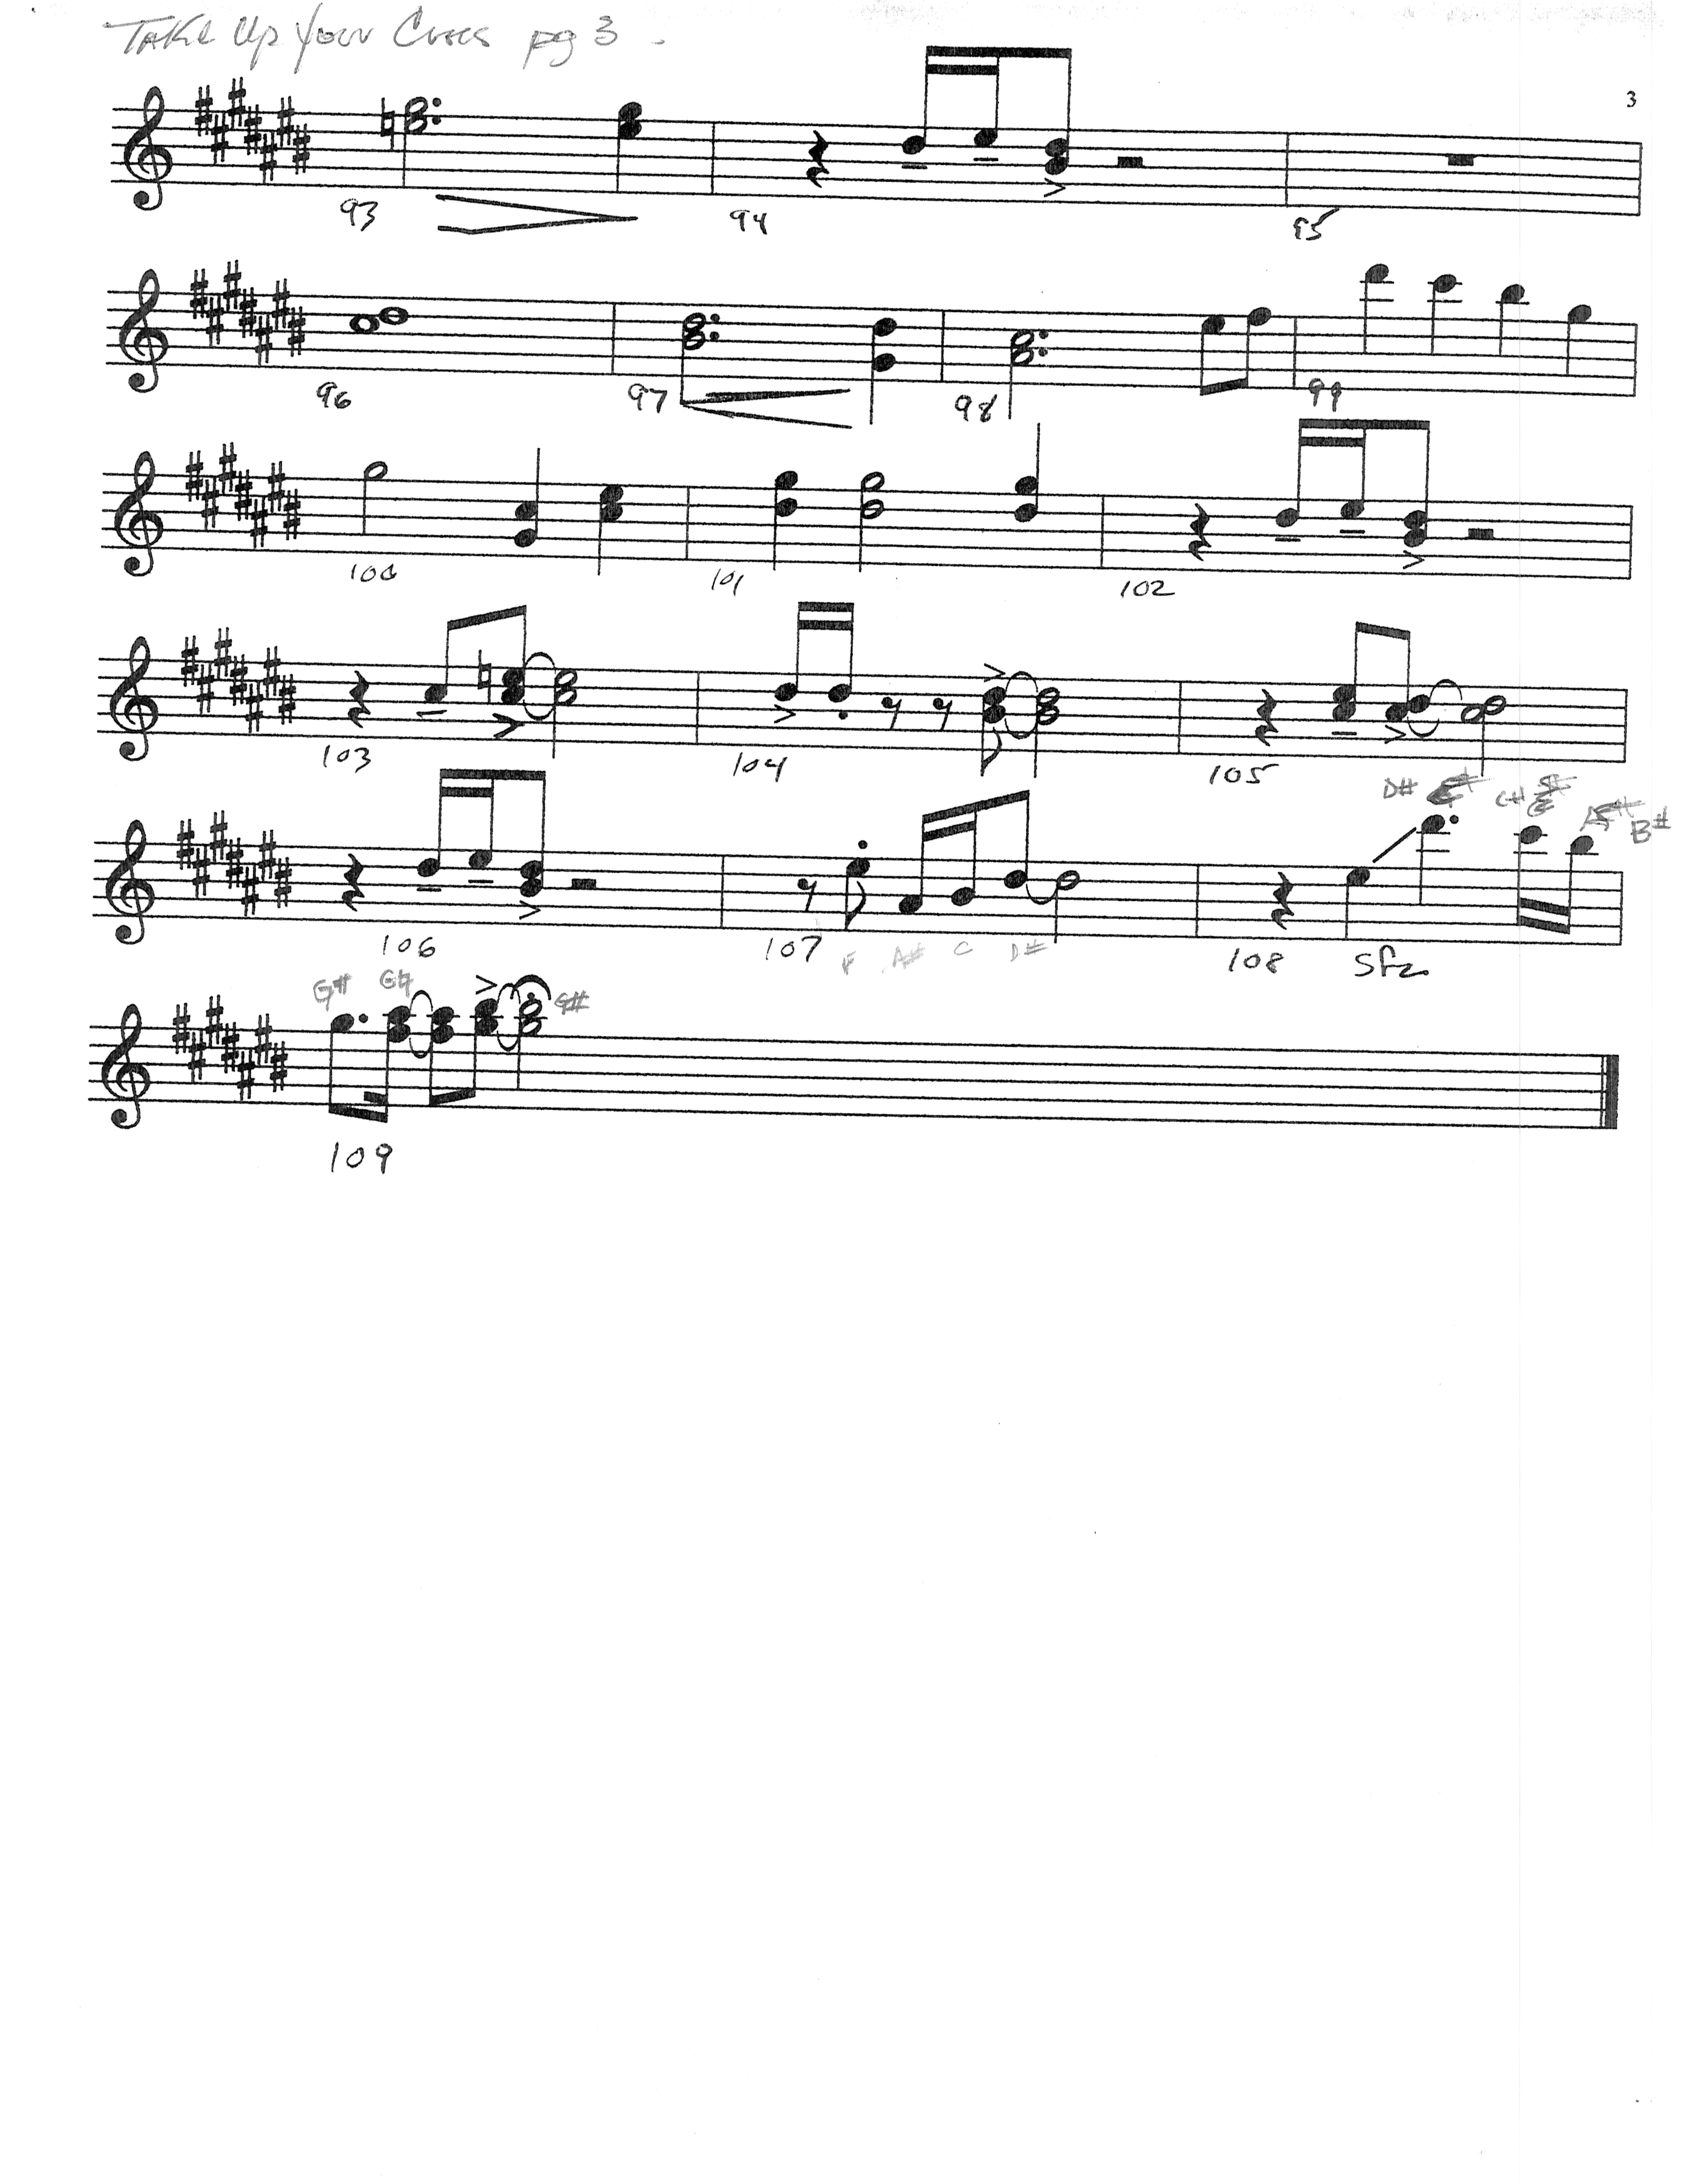 Take Up Your Cross pg 3
3
93 94 95
96 97 98 99
100 101 102
103 104 105
D# C# B#
106 107 108
F A# C D# sfz
G# G# G#
109